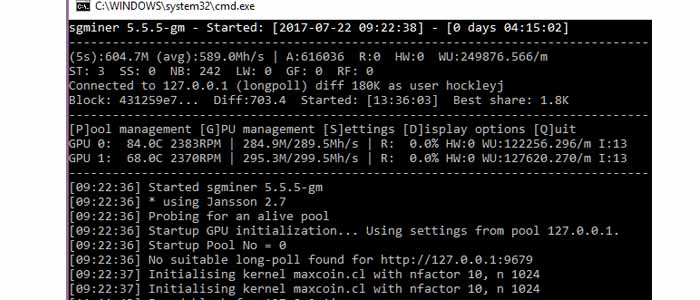 C:\WINDOWS\system32\cmd.exe
sgminer 5.5.5-gm - Started: [2017-07-22 09:22:38] - [0 days 04:15:02]
(5s):604.7M (avg):589.0Mh/s | A:616036 R:0 HW:0 WU:249876.566/m
ST: 3 SS: 0 NB: 242 LW: 0 GF: 0 RF: 0
Connected to 127.0.0.1 (longpoll) diff 180K as user hockleyj
Block: 431259e7... Diff:703.4 Started: [13:36:03] Best share: 1.8K
[P]ool management [G]PU management [S]ettings [D]isplay options [Q]uit
GPU 0: 84.0C 2383RPM | 284.9M/289.5Mh/s | R: 0.0% HW:0 WU:122256.296/m I:13
GPU 1: 68.0C 2370RPM | 295.3M/299.5Mh/s | R: 0.0% HW:0 WU:127620.270/m I:13
[09:22:36] Started sgminer 5.5.5-gm
[09:22:36] * using Jansson 2.7
[09:22:36] Probing for an alive pool
[09:22:36] Startup GPU initialization... Using settings from pool 127.0.0.1.
[09:22:36] Startup Pool No = 0
[09:22:36] No suitable long-poll found for http://127.0.0.1:9679
[09:22:37] Initialising kernel maxcoin.cl with nfactor 10, n 1024
[09:22:37] Initialising kernel maxcoin.cl with nfactor 10, n 1024